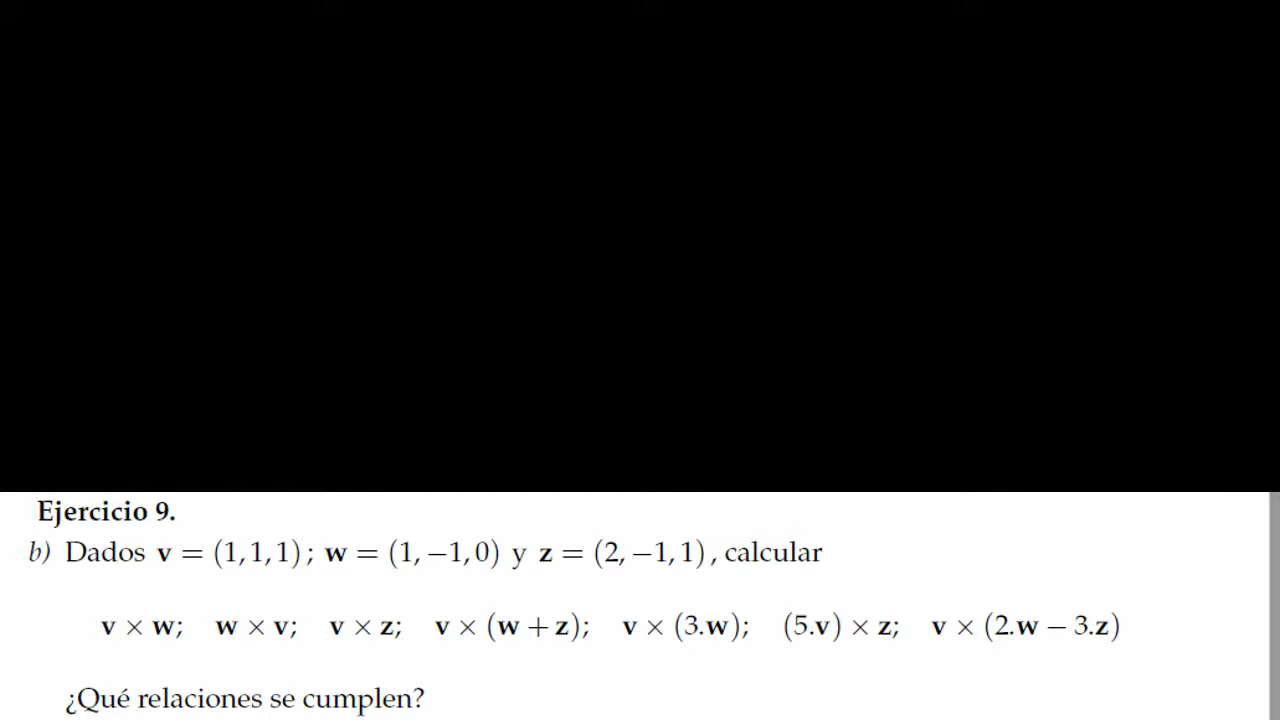 Ejercicio 9.
b) Dados v = (1, 1, 1) ; w = (1, −1, 0) y z = (2, −1, 1) , calcular
v × w; w × v; v × z; v × (w + z); v × (3.w); (5.v) × z; v × (2.w − 3.z)
¿Qué relaciones se cumplen?